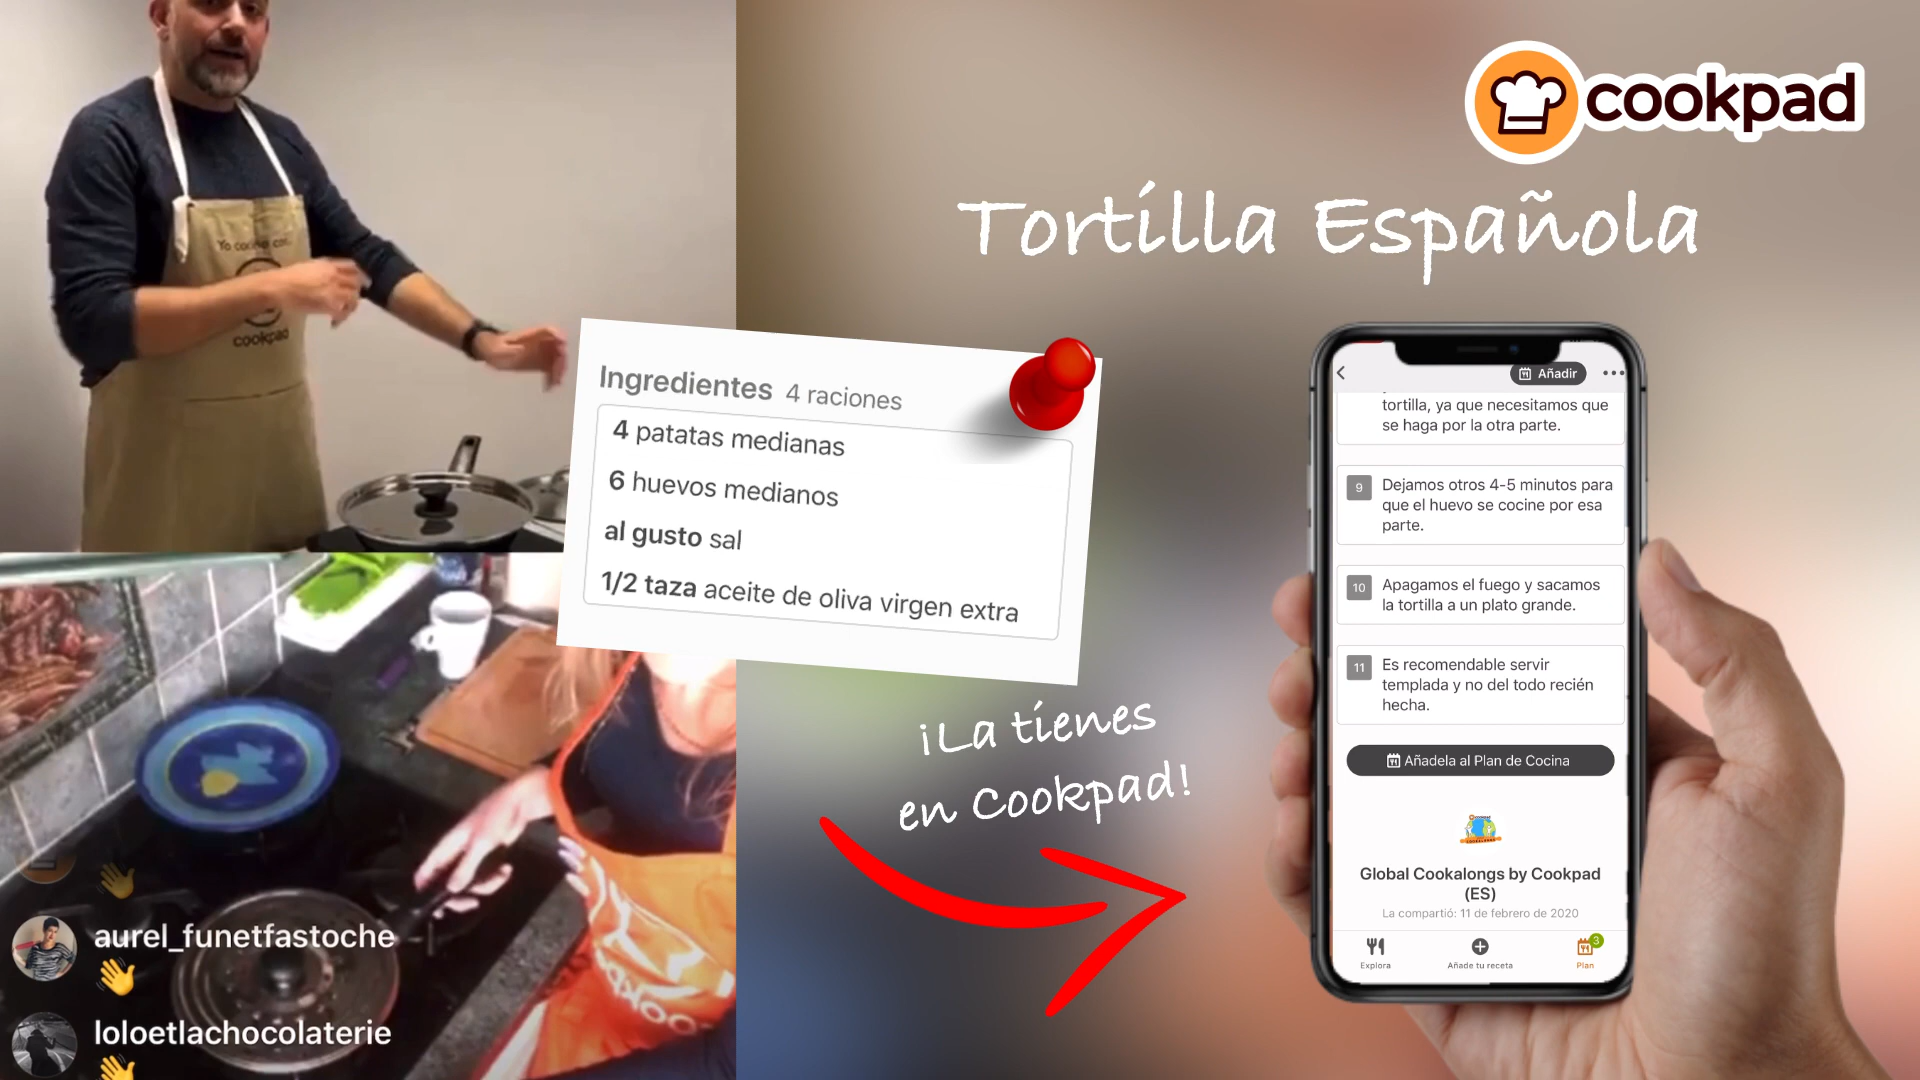 cookpad
Tortilla Española
Yo
cookpad
Ingredientes 4 raciones
4 patatas medianas
6 huevos medianos
al gusto sal
1/2 taza aceite de oliva virgen extra
¡La tienes
en Cookpad!
Añadir
tortilla, ya que necesitamos que
se haga por la otra parte.
9 Dejamos otros 4-5 minutos para
que el huevo se cocine por esa
parte.
10 Apagamos el fuego y sacamos
la tortilla a un plato grande.
11 Es recomendable servir
templada y no del todo recién
hecha.
Añadela al Plan de Cocina
Global Cookalongs by Cookpad
(ES)
La compartió: 11 de febrero de 2020
Explora
Añade tu receta
3
Plan
aurel_funetfastoche
loloetlachocolaterie